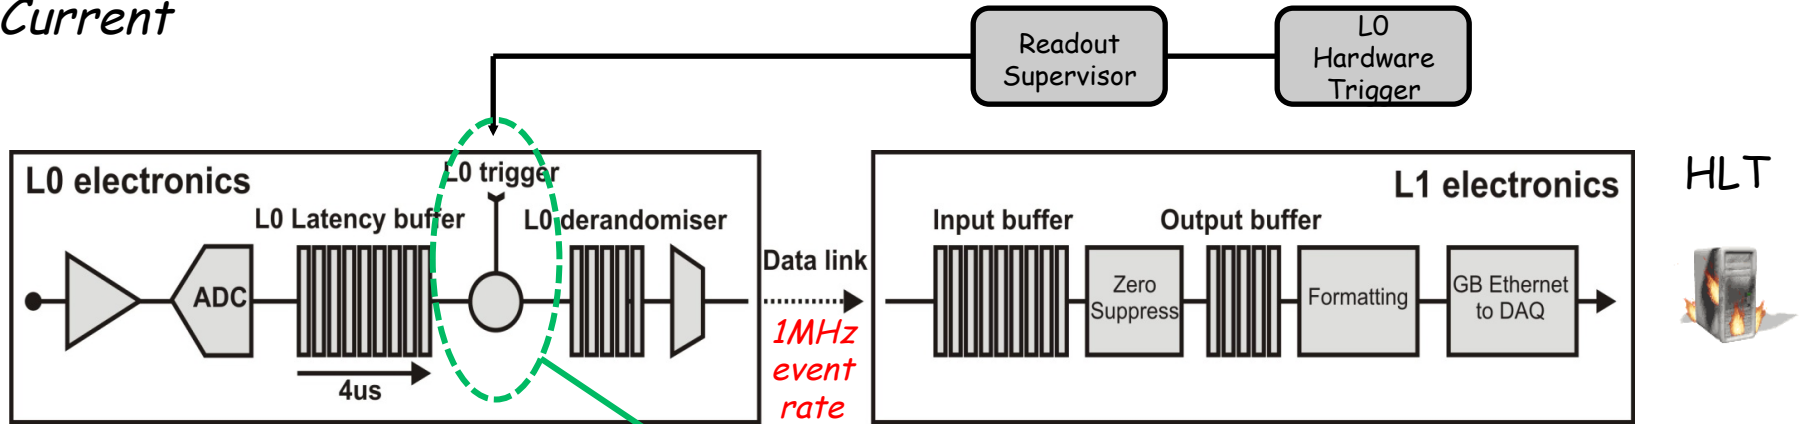 Current
Readout
Supervisor
L0
Hardware
Trigger
L0 electronics
L0 trigger
L0 Latency buffer
L0 derandomiser
ADC
4us
Data link
1MHz
event
rate
L1 electronics
Input buffer
Output buffer
Zero
Suppress
Formatting
GB Ethernet
to DAQ
HLT